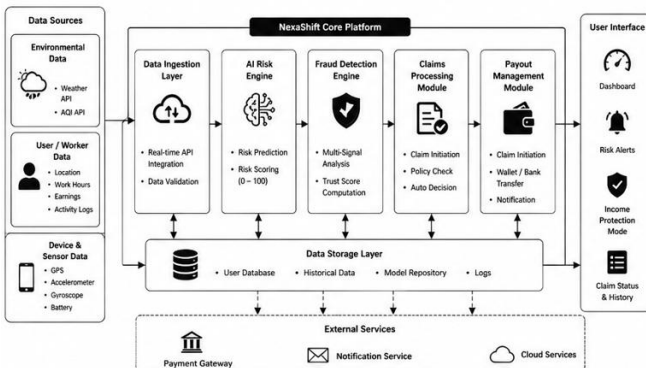 Data Sources
Environmental
Data
• Weather
API
• AQI API
User / Worker
Data
• Location
• Work Hours
• Earnings
• Activity Logs
Device &
Sensor Data
• GPS
• Accelerometer
• Gyroscope
• Battery
NexaShift Core Platform
Data Ingestion
Layer
• Real-time API
Integration
• Data Validation
AI Risk
Engine
• Risk Prediction
• Risk Scoring
(0 – 100)
Fraud Detection
Engine
• Multi-Signal
Analysis
• Trust Score
Computation
Claims
Processing
Module
• Claim Initiation
• Policy Check
• Auto Decision
Payout
Management
Module
• Claim Initiation
• Wallet / Bank
Transfer
• Notification
Data Storage Layer
• User Database • Historical Data • Model Repository • Logs
External Services
Payment Gateway
Notification Service
Cloud Services
User Interface
Dashboard
Risk Alerts
Income
Protection
Mode
Claim Status
& History